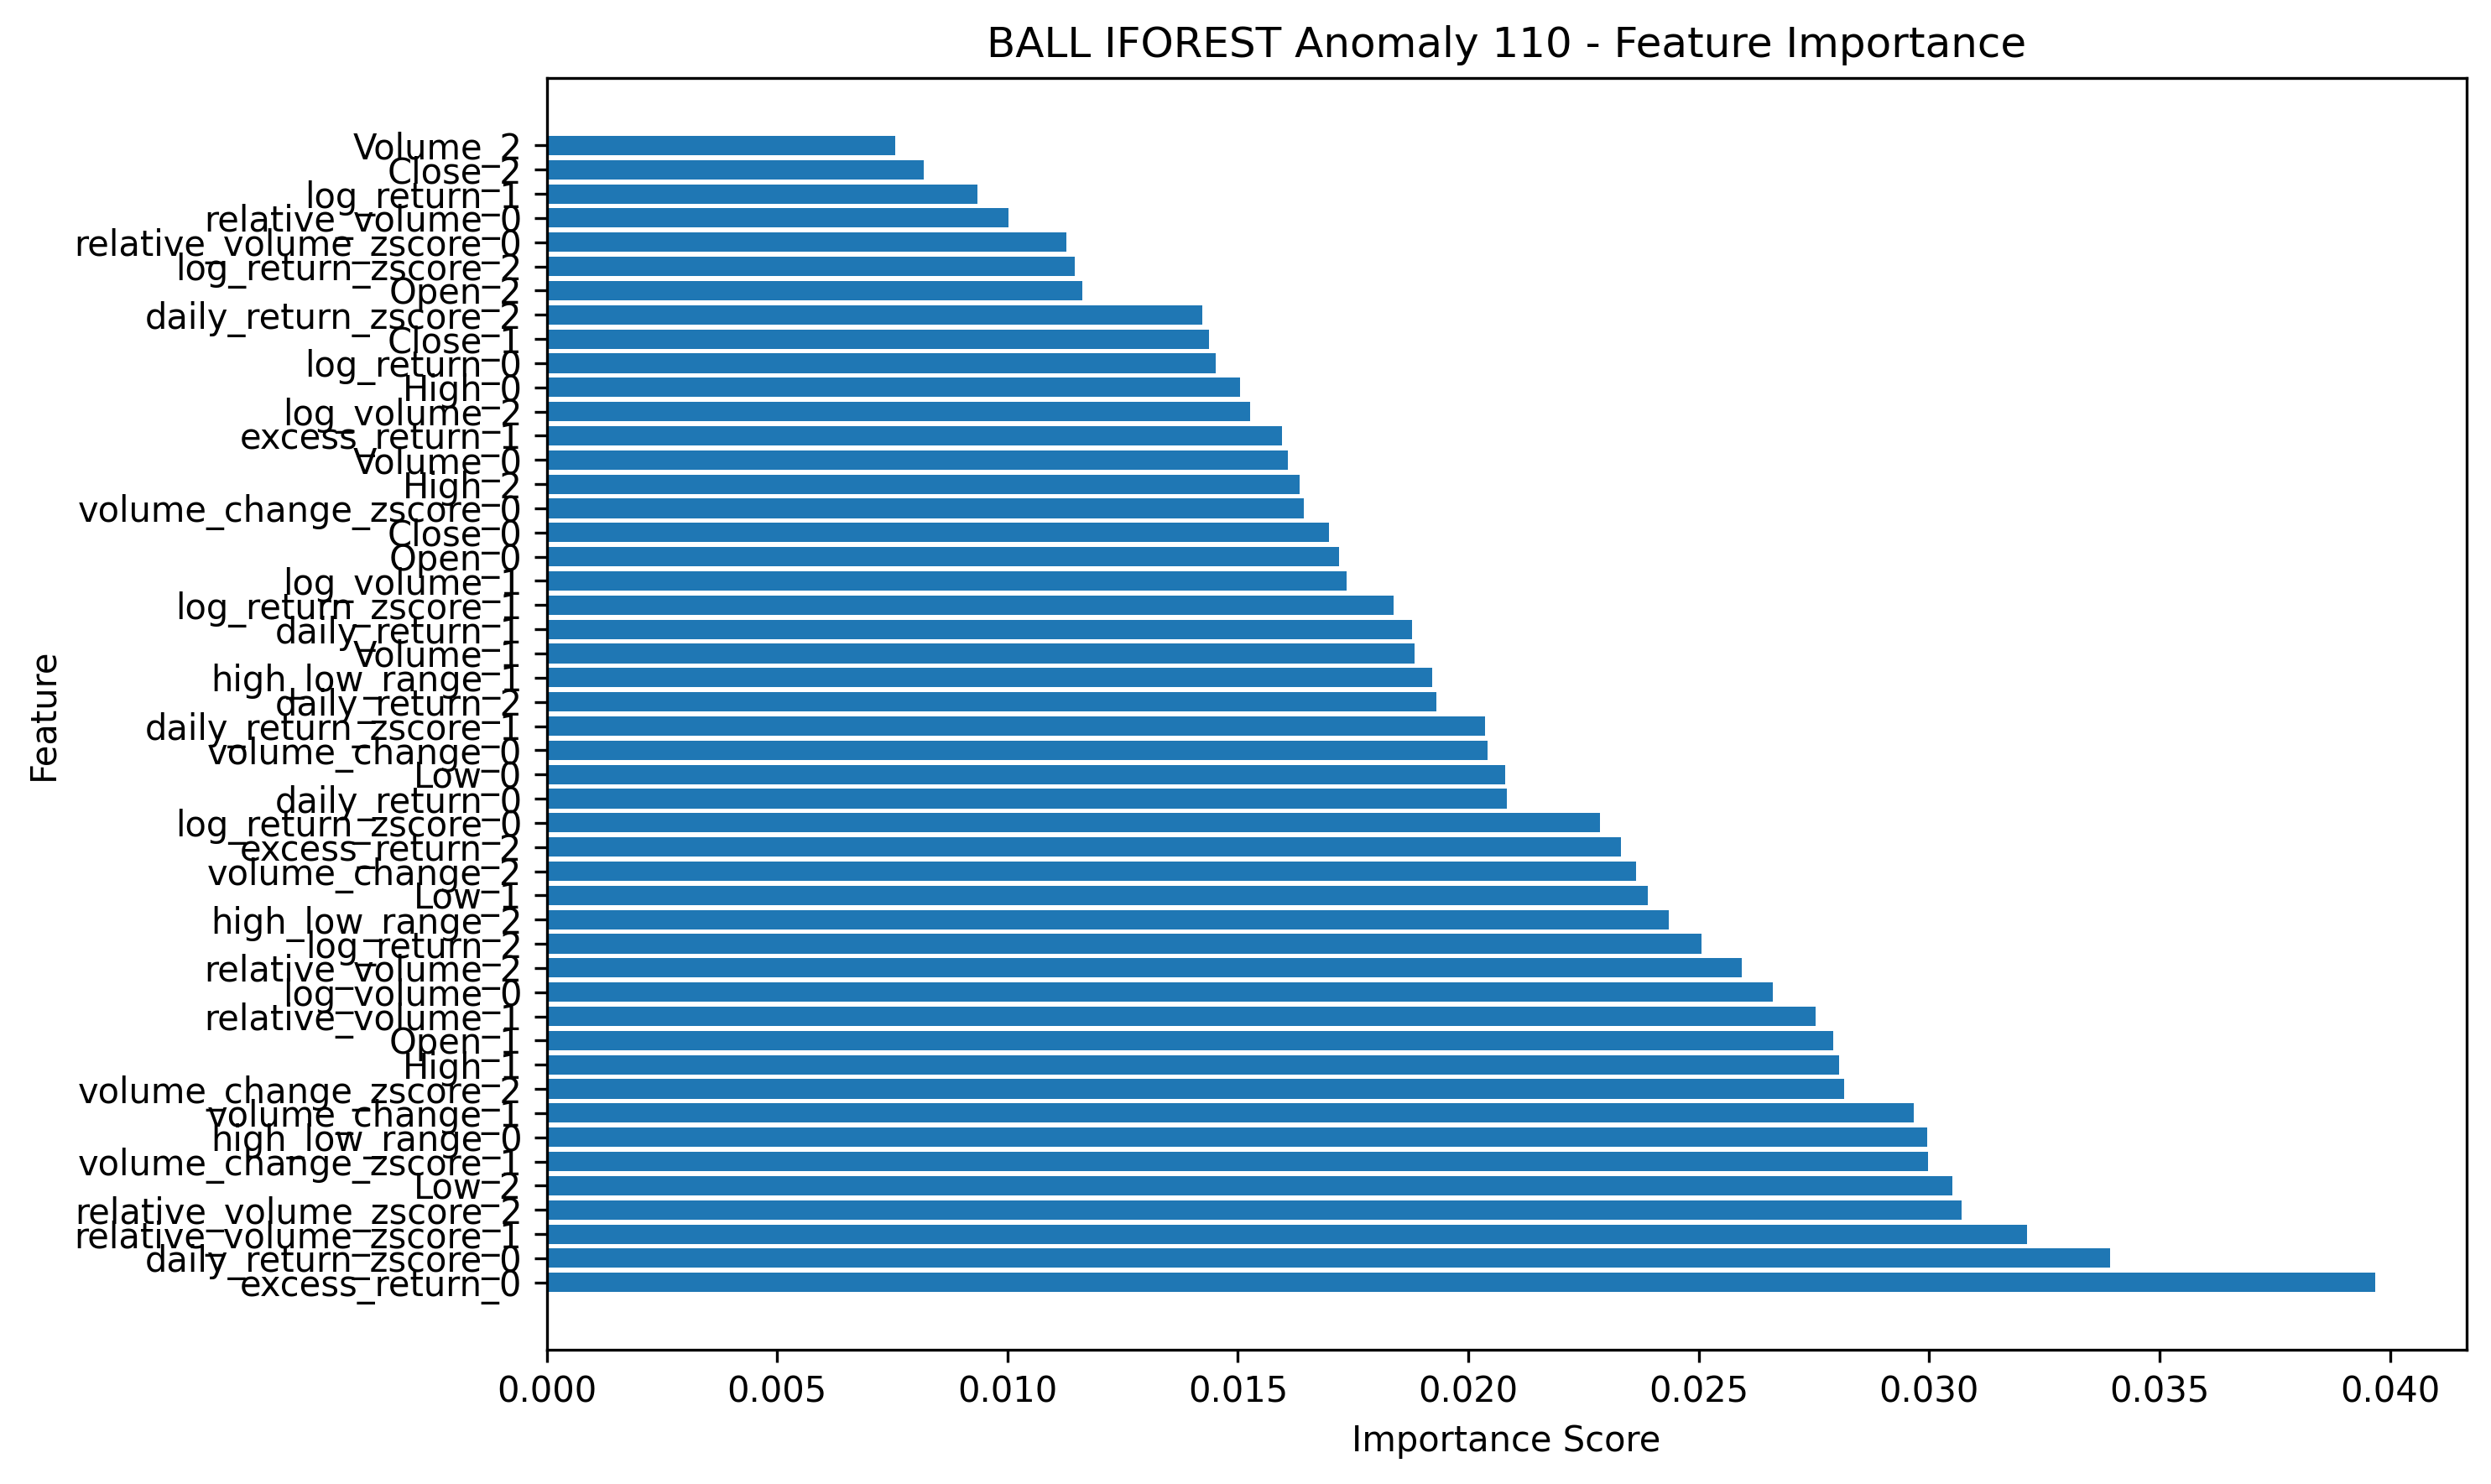 BALL IFOREST Anomaly 110 - Feature Importance
Volume_2
Close_2
log_return_1
relative_volume_0
relative_volume_zscore_0
log_return_zscore_2
Open_2
daily_return_zscore_2
Close_1
log_return_0
High_0
log_volume_2
excess_return_1
Volume_0
High_2
volume_change_zscore_0
Close_0
Open_0
log_volume_1
log_return_zscore_1
daily_return_1
Volume_1
high_low_range_1
daily_return_2
daily_return_zscore_1
volume_change_0
Low_0
daily_return_0
log_return_zscore_0
excess_return_2
volume_change_2
Low_1
high_low_range_2
log_return_2
relative_volume_2
log_volume_0
relative_volume_1
Open_1
High_1
volume_change_zscore_2
volume_change_1
high_low_range_0
volume_change_zscore_1
Low_2
relative_volume_zscore_2
relative_volume_zscore_1
daily_return_zscore_0
excess_return_0
Feature
0.000 0.005 0.010 0.015 0.020 0.025 0.030 0.035 0.040
Importance Score